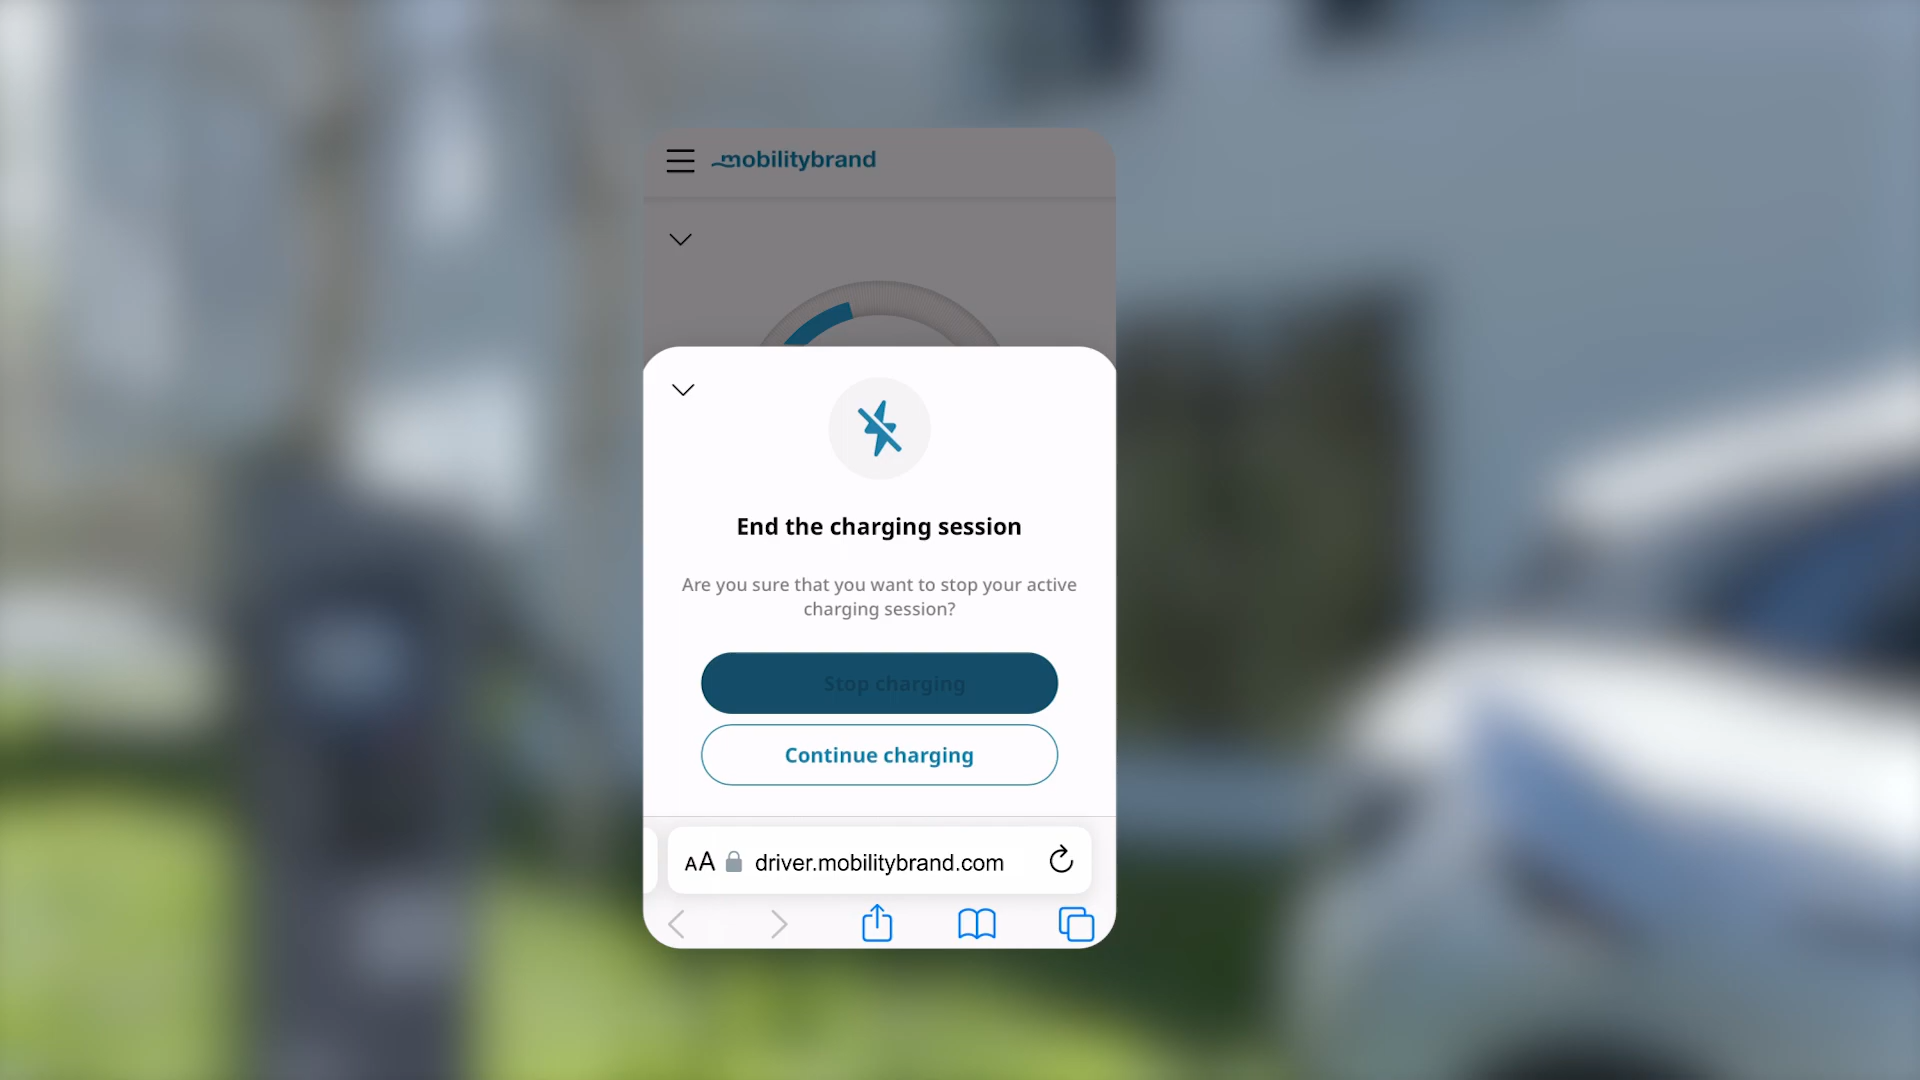 mobilitybrand
End the charging session
Are you sure that you want to stop your active
charging session?
Stop charging
Continue charging
AA driver.mobilitybrand.com